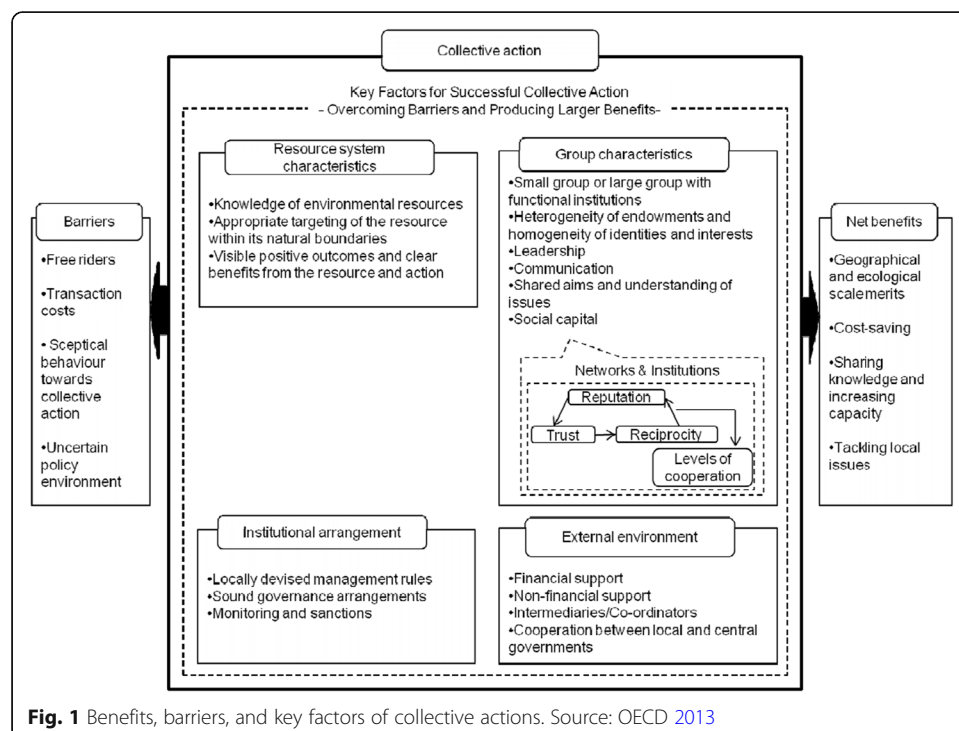 Collective action
Key Factors for Successful Collective Action
- Overcoming Barriers and Producing Larger Benefits-
Barriers
•Free riders
•Transaction
costs
• Sceptical
behaviour
towards
collective
action
•Uncertain
policy
environment
Resource system
characteristics
•Knowledge of environmental resources
•Appropriate targeting of the resource
within its natural boundaries
•Visible positive outcomes and clear
benefits from the resource and action
Group characteristics
•Small group or large group with
functional institutions
•Heterogeneity of endowments and
homogeneity of identities and interests
•Leadership
•Communication
•Shared aims and understanding of
issues
•Social capital
Networks & Institutions
Reputation
Trust
Reciprocity
Levels of
cooperation
Institutional arrangement
•Locally devised management rules
•Sound governance arrangements
•Monitoring and sanctions
External environment
•Financial support
•Non-financial support
•Intermediaries/Co-ordinators
•Cooperation between local and central
governments
Net benefits
•Geographical
and ecological
scale merits
•Cost-saving
•Sharing
knowledge and
increasing
capacity
•Tackling local
issues
Fig. 1 Benefits, barriers, and key factors of collective actions. Source: OECD 2013